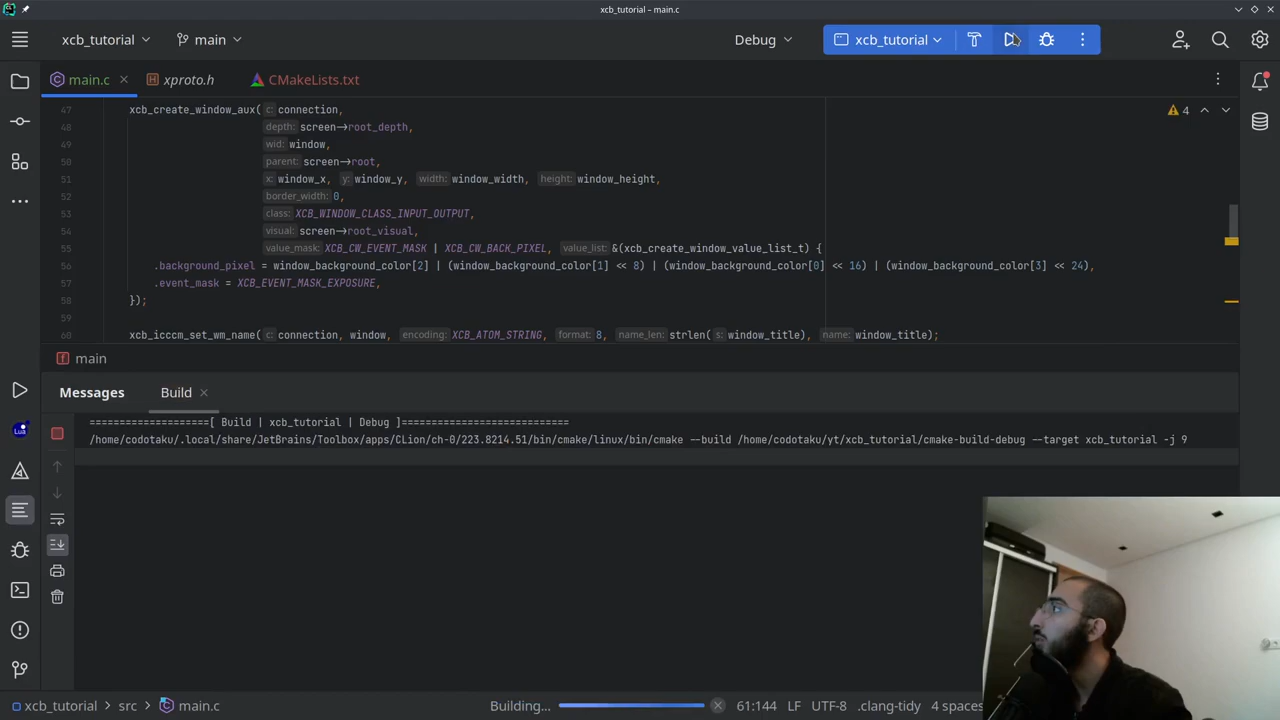 xcb_tutorial – main.c
xcb_tutorial
main
Debug
xcb_tutorial
main.c
xproto.h
CMakeLists.txt
4
47 xcb_create_window_aux( c: connection,
48 depth: screen->root_depth,
49 wid: window,
50 parent: screen->root,
51 x: window_x, y: window_y, width: window_width, height: window_height,
52 border_width: 0,
53 class: XCB_WINDOW_CLASS_INPUT_OUTPUT,
54 visual: screen->root_visual,
55 value_mask: XCB_CW_EVENT_MASK | XCB_CW_BACK_PIXEL, value_list: &(xcb_create_window_value_list_t) {
56 .background_pixel = window_background_color[2] | (window_background_color[1] << 8) | (window_background_color[0] << 16) | (window_background_color[3] << 24),
57 .event_mask = XCB_EVENT_MASK_EXPOSURE,
58 });
59
60 xcb_icccm_set_wm_name( c: connection, window, encoding: XCB_ATOM_STRING, format: 8, name_len: strlen( s: window_title), name: window_title);
main
Messages
Build
====================[ Build | xcb_tutorial | Debug ]============================
/home/codotaku/.local/share/JetBrains/Toolbox/apps/CLion/ch-0/223.8214.51/bin/cmake/linux/bin/cmake --build /home/codotaku/yt/xcb_tutorial/cmake-build-debug --target xcb_tutorial -j 9
Lua
xcb_tutorial
src
main.c
Building...
61:144
LF
UTF-8
.clang-tidy
4 spaces